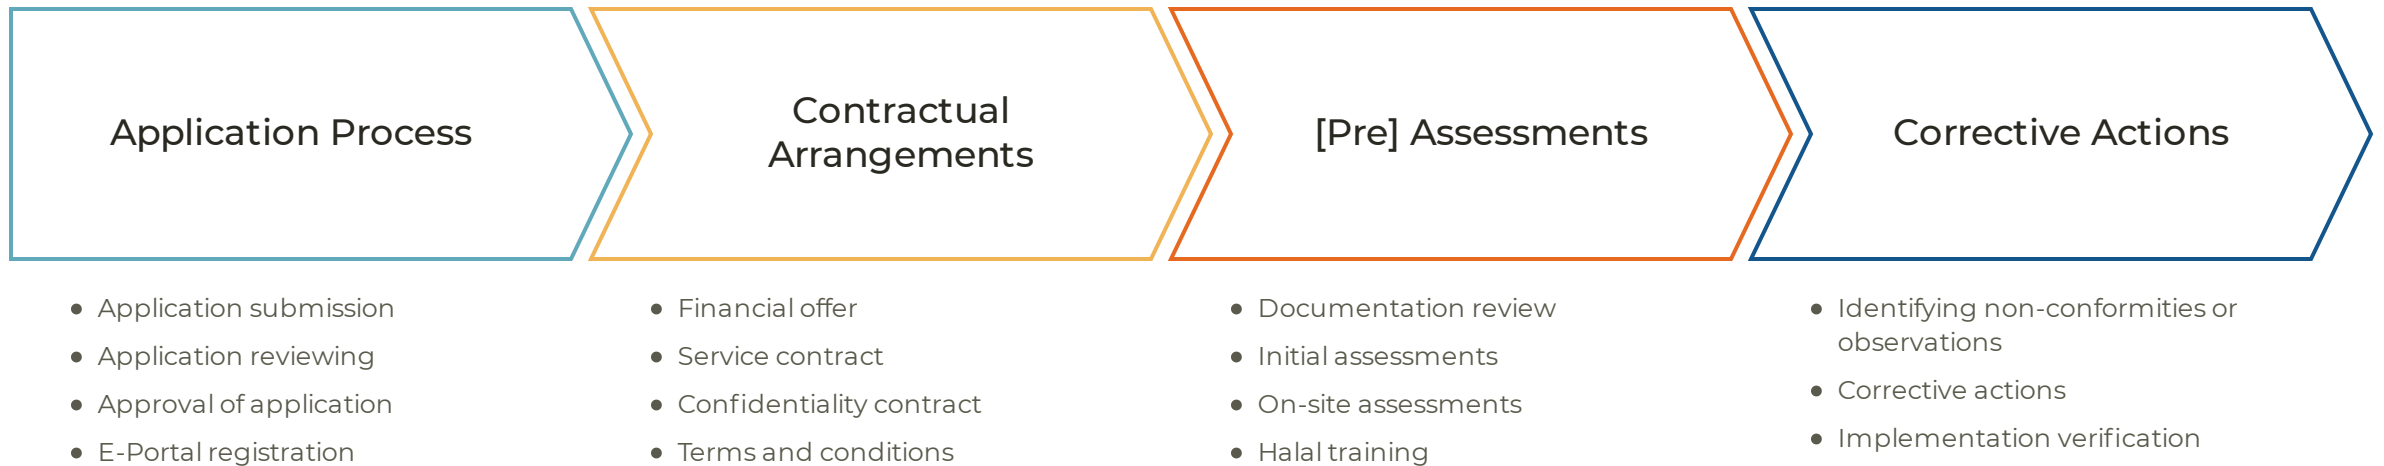 Application Process
Contractual
Arrangements
[Pre] Assessments
Corrective Actions
Application submission
Application reviewing
Approval of application
E-Portal registration
Financial offer
Service contract
Confidentiality contract
Terms and conditions
Documentation review
Initial assessments
On-site assessments
Halal training
Identifying non-conformities or
observations
Corrective actions
Implementation verification